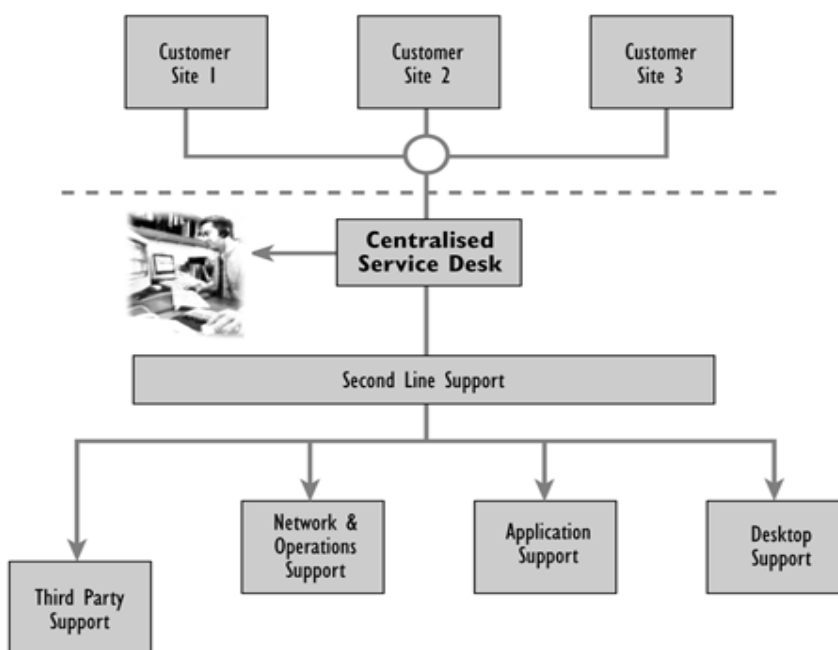 Customer
Site 1
Customer
Site 2
Customer
Site 3
Centralised
Service Desk
Second Line Support
Network &
Operations
Support
Application
Support
Desktop
Support
Third Party
Support